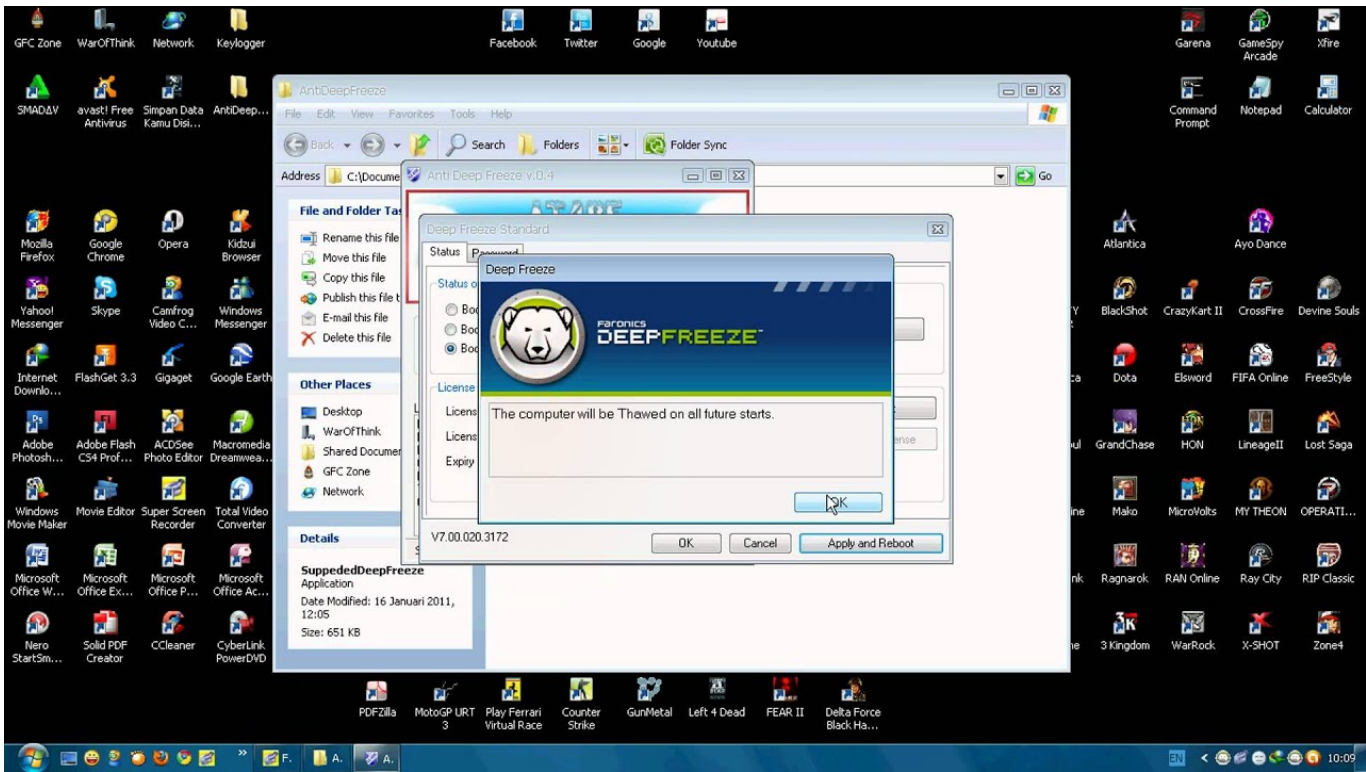 GFC Zone
WarOfThink
Network
Keylogger
Facebook
Twitter
Google
Youtube
Garena
GameSpy
Arcade
Xfire
SMADΔV
avast! Free
Antivirus
Simpan Data
Kamu Disi...
AntiDeep...
Command
Prompt
Notepad
Calculator
AntiDeepFreeze
File Edit View Favorites Tools Help
Back Search Folders Folder Sync
Address C:\Docume Go
Anti Deep Freeze v.0.4
File and Folder Tas
Rename this file
Move this file
Copy this file
Publish this file t
E-mail this file
Delete this file
Other Places
Desktop
WarOfThink
Shared Documen
GFC Zone
Network
Details
SuppededDeepFreeze
Application
Date Modified: 16 Januari 2011,
12:05
Size: 651 KB
Deep Freeze Standard
Status Password
Status o
Boo
Boo
Boo
License
Licens
Licens
Expiry
ense
V7.00.020.3172
OK Cancel Apply and Reboot
Deep Freeze
FARONICS
DEEPFREEZE
The computer will be Thawed on all future starts.
OK
Mozilla
Firefox
Google
Chrome
Opera
Kidzui
Browser
Atlantica
Ayo Dance
Yahoo!
Messenger
Skype
Camfrog
Video C...
Windows
Messenger
BlackShot
CrazyKart II
CrossFire
Devine Souls
Internet
Downlo...
FlashGet 3.3
Gigaget
Google Earth
Dota
Elsword
FIFA Online
FreeStyle
Adobe
Photosh...
Adobe Flash
CS4 Prof...
ACDSee
Photo Editor
Macromedia
Dreamwea...
GrandChase
HON
LineageII
Lost Saga
Windows
Movie Maker
Movie Editor
Super Screen
Recorder
Total Video
Converter
Mako
MicroVolts
MY THEON
OPERATI...
Microsoft
Office W...
Microsoft
Office Ex...
Microsoft
Office P...
Microsoft
Office Ac...
Ragnarok
RAN Online
Ray City
RIP Classic
Nero
StartSm...
Solid PDF
Creator
CCleaner
CyberLink
PowerDVD
3 Kingdom
WarRock
X-SHOT
Zone4
PDFZilla
MotoGP URT
3
Play Ferrari
Virtual Race
Counter
Strike
GunMetal
Left 4 Dead
FEAR II
Delta Force
Black Ha...
F.
A.
A.
EN
10:09